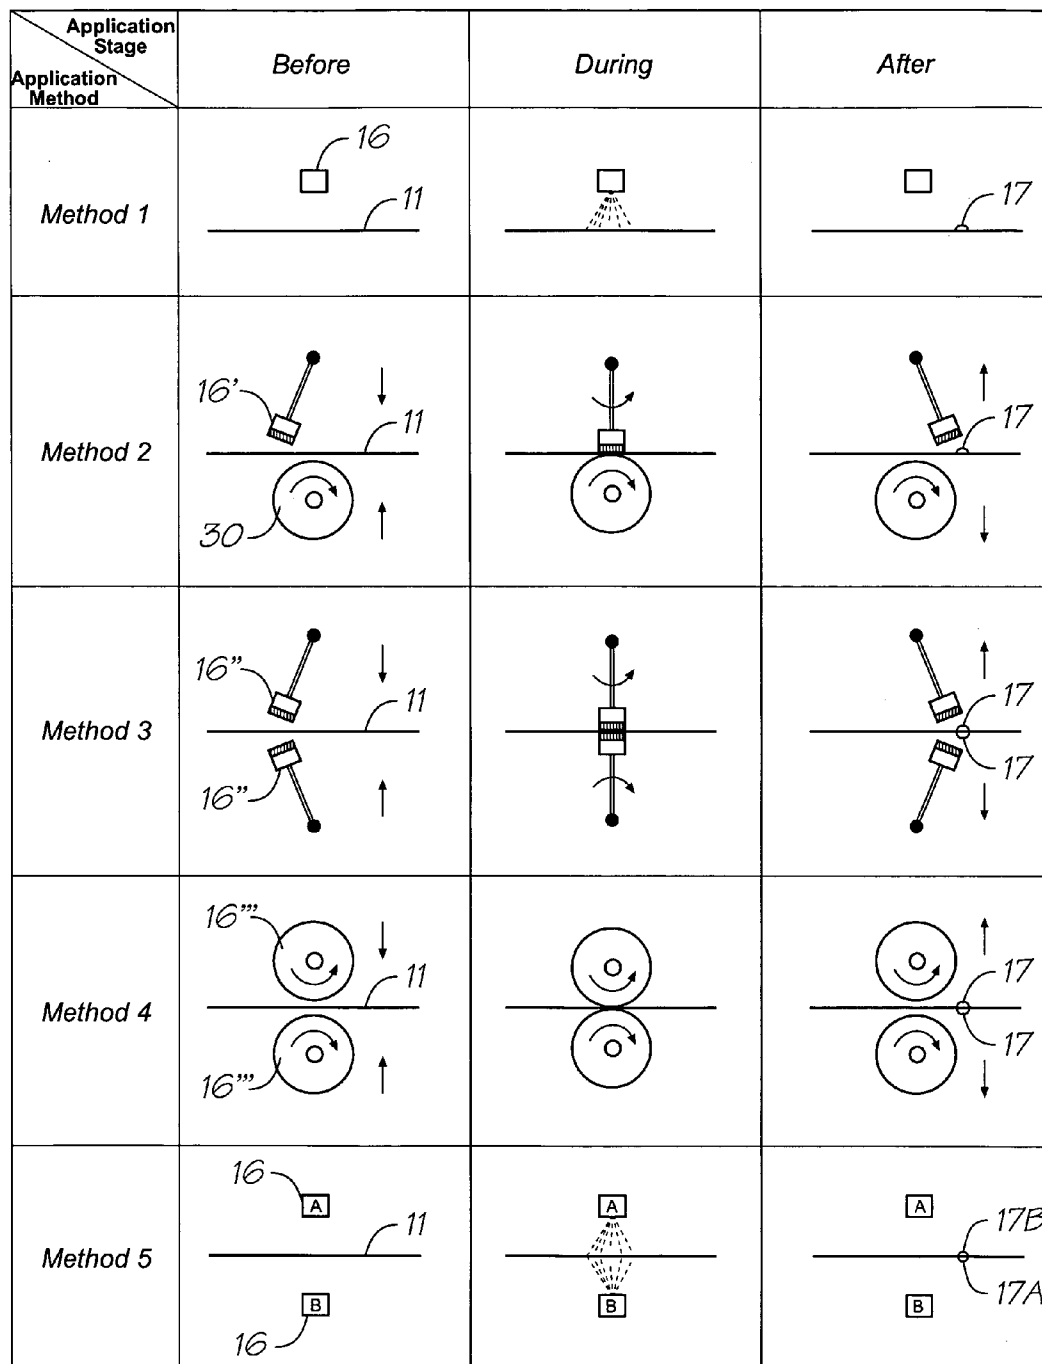 Application
Stage
Application
Method
Before
During
After
Method 1
16
11
17
Method 2
16'
11
30
17
Method 3
16"
11
16"
17
17
Method 4
16'''
11
16'''
17
17
Method 5
16
A
11
B
16
A
B
A
17B
17A
B